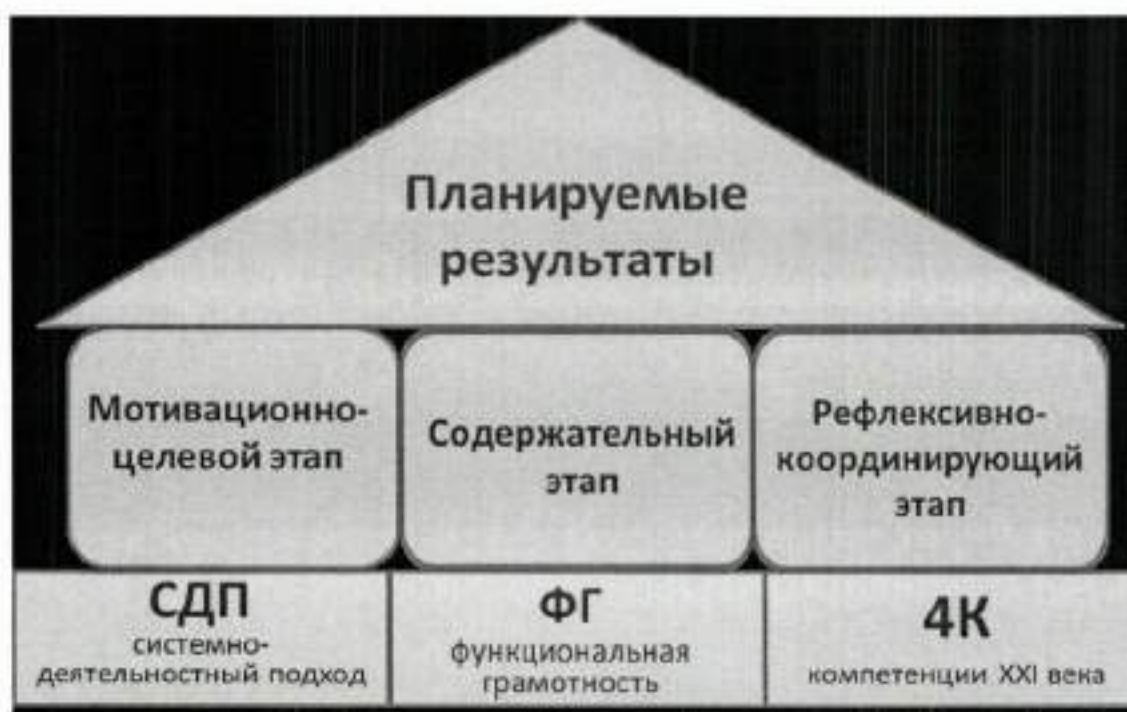 Планируемые
результаты
Мотивационно-
целевой этап
Содержательный
этап
Рефлексивно-
координирующий
этап
СДП
системно-
деятельностный подход
ФГ
функциональная
грамотность
4К
компетенции XXI века